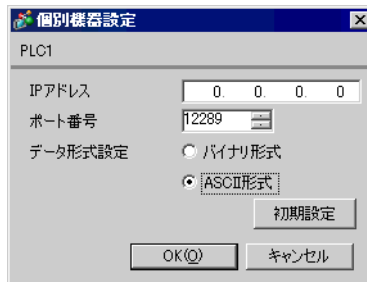 個別機器設定
PLC1
IPアドレス 0. 0. 0. 0
ポート番号 12289
データ形式設定 バイナリ形式
ASCII形式
初期設定
OK(O) キャンセル